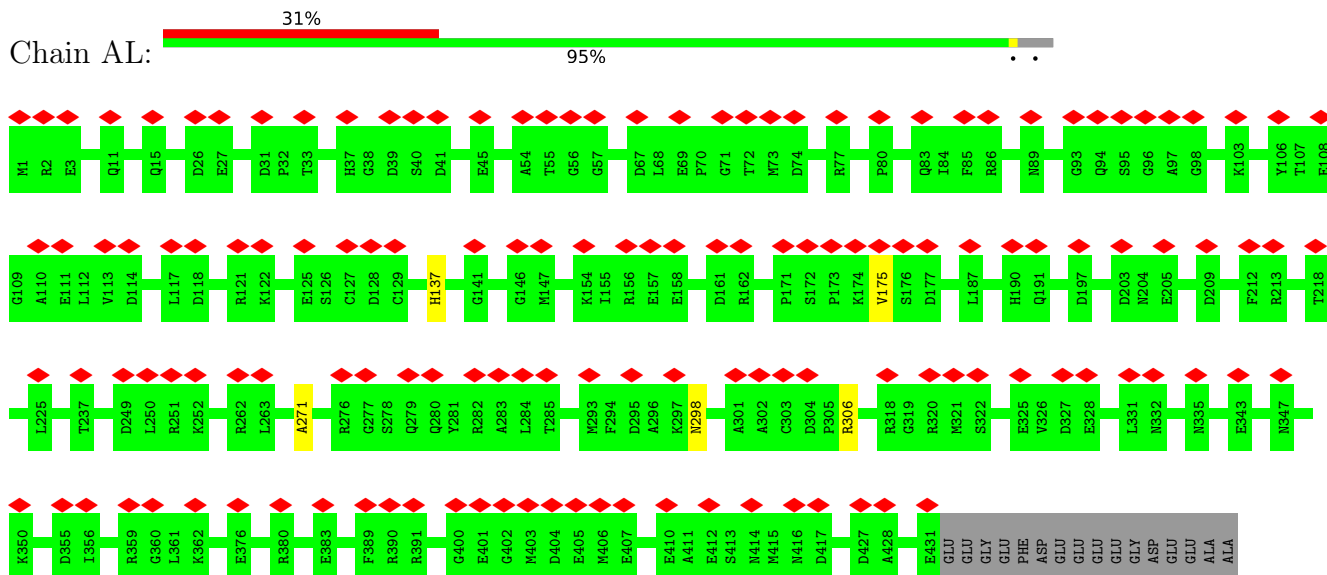 31%
Chain AL:
95%
. .
M1 R2 E3 Q11 Q15 D26 E27 D31 P32 T33 H37 G38 D39 S40 D41 E45 A54 T55 G56 G57 D67 L68 E69 P70 G71 T72 M73 D74 R77 P80 Q83 I84 F85 R86 N89 G93 Q94 S95 G96 A97 G98 K103 Y106 T107 E108
G109 A110 E111 L112 V113 D114 L117 D118 R121 K122 E125 S126 C127 D128 C129 H137 G141 G146 M147 K154 I155 R156 E157 E158 D161 R162 P171 S172 P173 K174 V175 S176 D177 L187 H190 Q191 D197 D203 N204 E205 D209 F212 R213 T218
L225 T237 D249 L250 R251 K252 R262 L263 A271 R276 G277 S278 Q279 Q280 Y281 R282 A283 L284 T285 M293 F294 D295 A296 K297 N298 A301 A302 C303 D304 P305 R306 R318 G319 R320 M321 S322 E325 V326 D327 E328 L331 N332 N335 E343 N347
K350 D355 I356 R359 G360 L361 K362 E376 R380 E383 F389 R390 R391 G400 E401 G402 M403 D404 E405 M406 E407 E410 A411 E412 S413 N414 M415 N416 D417 D427 A428 E431 GLU GLU GLY GLU PHE ASP GLU GLU GLU GLU GLY ASP GLU GLU ALA ALA